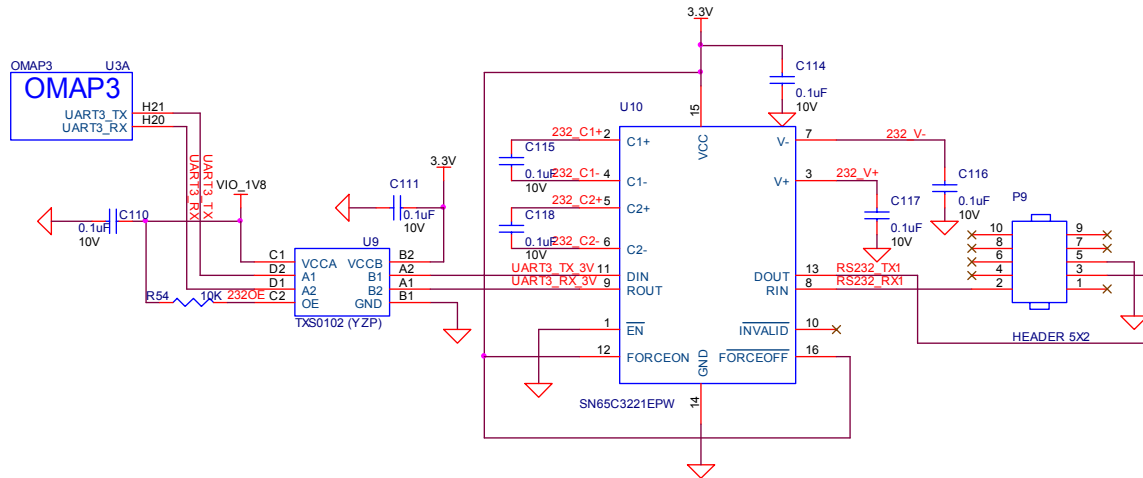 3.3V
OMAP3 U3A
OMAP3
UART3_TX H21
UART3_RX H20
UART3_TX
UART3_RX
VIO_1V8
C110
0.1uF
10V
C111
0.1uF
10V
3.3V
U9
C1 VCCA VCCB B2
D2 A1 B1 A2
D1 A2 B2 A1
C2 OE GND B1
R54 10K 232OE
TXS0102 (YZP)
C114
0.1uF
10V
U10
15
VCC
232_C1+ 2 C1+
C115
0.1uF
10V
232_C1- 4 C1-
232_C2+ 5 C2+
C118
0.1uF
10V
232_C2- 6 C2-
UART3_TX_3V 11 DIN
UART3_RX_3V 9 ROUT
1 EN
12 FORCEON
GND
14
SN65C3221EPW
V- 7 232_V-
V+ 3 232_V+
C116
0.1uF
10V
C117
0.1uF
10V
DOUT 13 RS232_TX1
RIN 8 RS232_RX1
INVALID 10
FORCEOFF 16
P9
10 9
8 7
6 5
4 3
2 1
HEADER 5X2